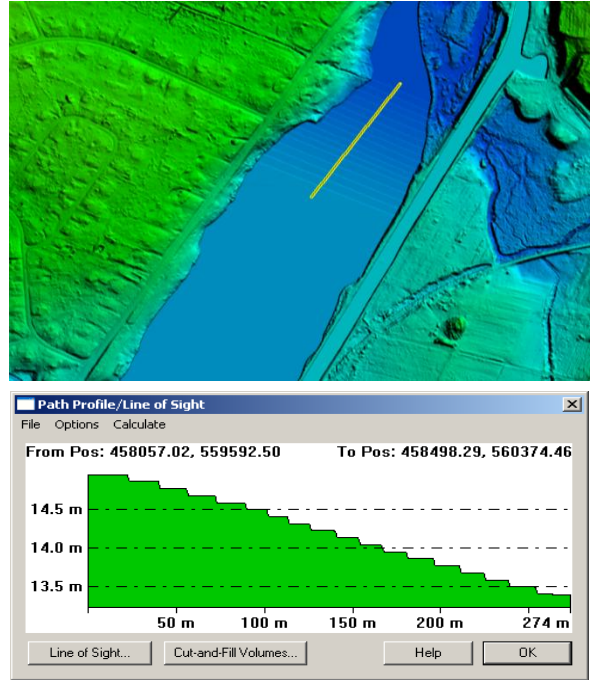 Path Profile/Line of Sight
File Options Calculate
From Pos: 458057.02, 559592.50 To Pos: 458498.29, 560374.46
14.5 m
14.0 m
13.5 m
50 m 100 m 150 m 200 m 274 m
Line of Sight... Cut-and-Fill Volumes... Help OK